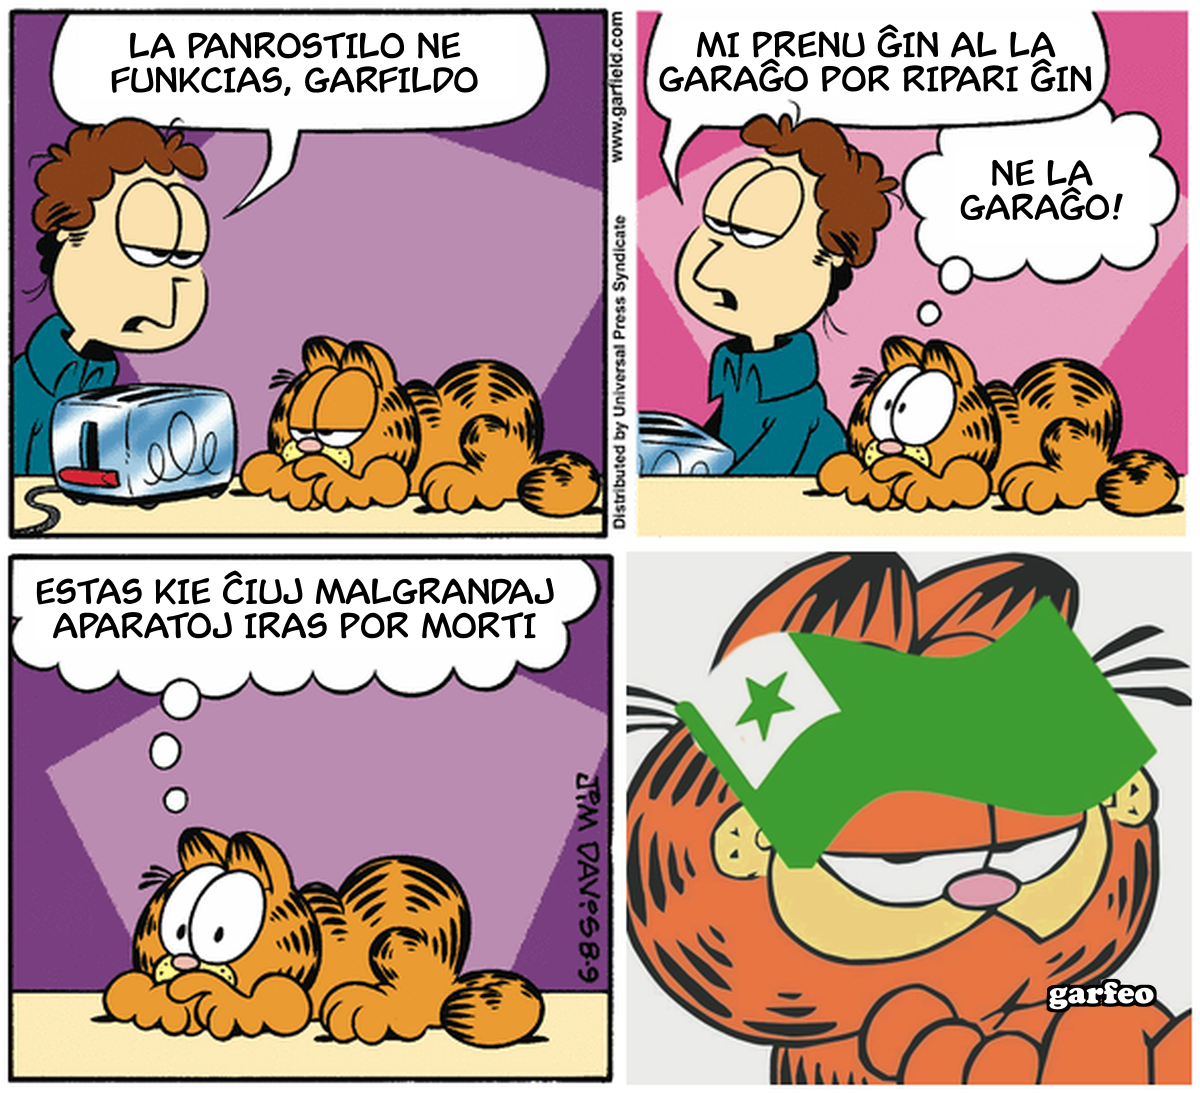 LA PANROSTILO NE
FUNKCIAS, GARFILDO
www.garfield.com
Distributed by Universal Press Syndicate
MI PRENU ĜIN AL LA
GARAĜO POR RIPARI ĜIN
NE LA
GARAĜO!
ESTAS KIE ĈIUJ MALGRANDAJ
APARATOJ IRAS POR MORTI
JIM DAVIS 8·9
garfeo